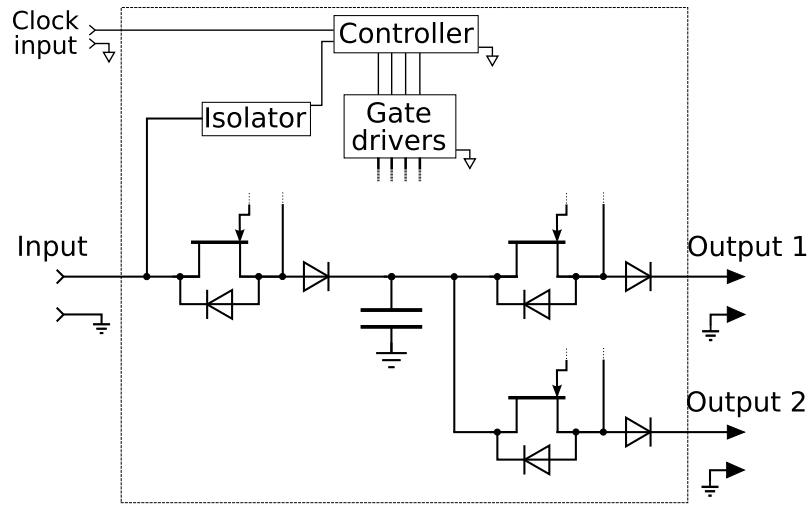 Clock
input
Controller
Isolator
Gate
drivers
Input
Output 1
Output 2